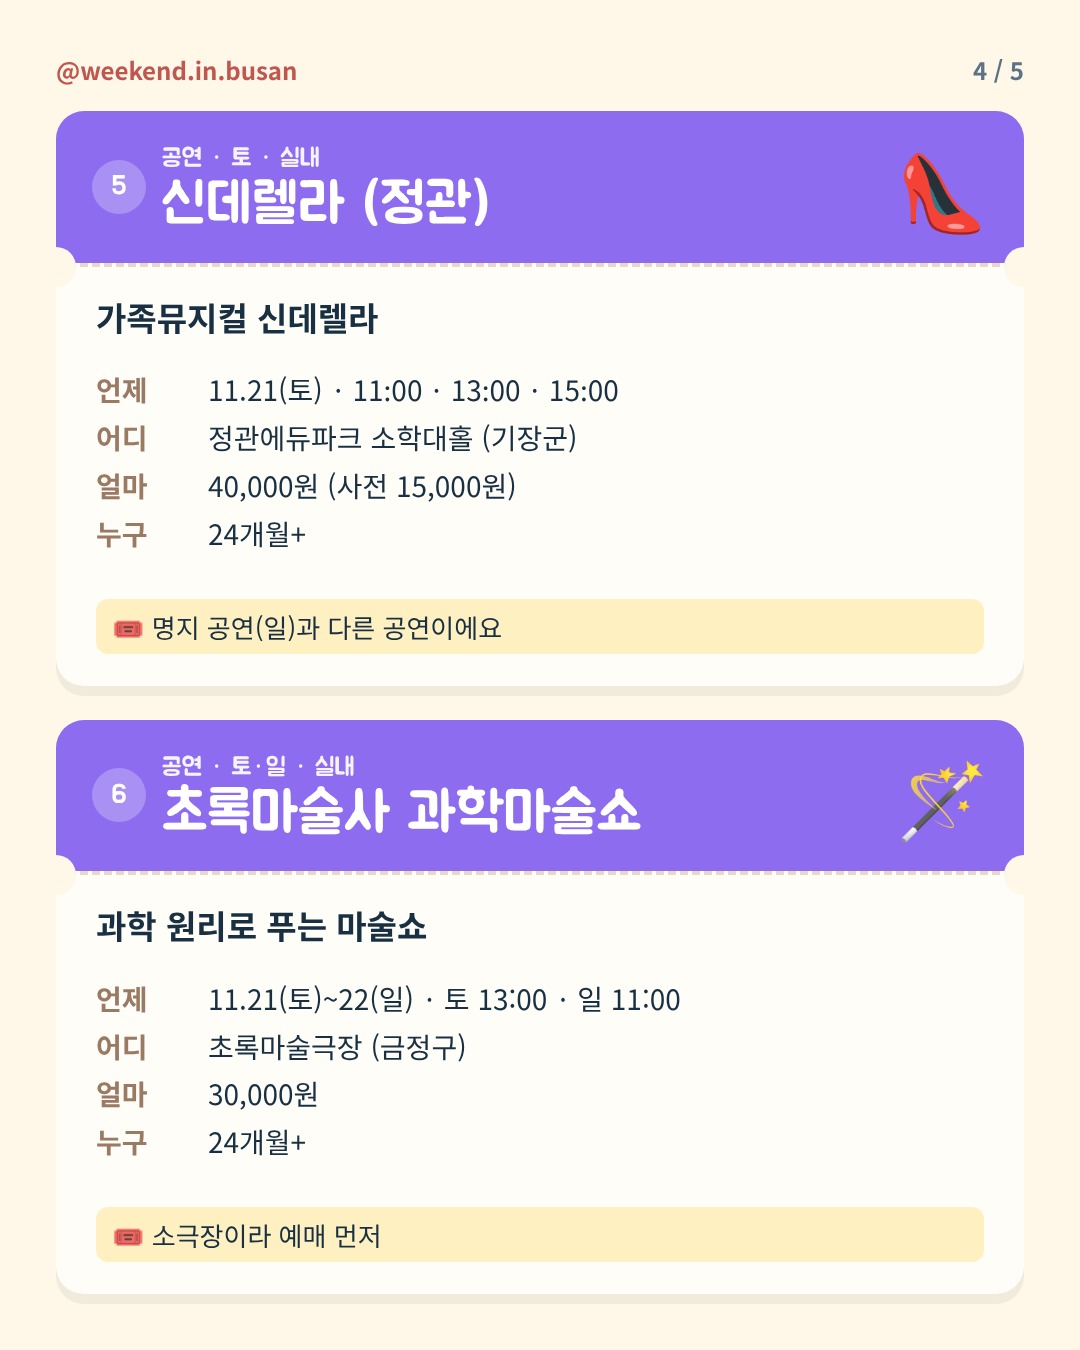 @weekend.in.busan
4 / 5
5
공연 · 토 · 실내
신데렐라 (정관)
가족뮤지컬 신데렐라
언제 11.21(토) · 11:00 · 13:00 · 15:00
어디 정관에듀파크 소학대홀 (기장군)
얼마 40,000원 (사전 15,000원)
누구 24개월+
명지 공연(일)과 다른 공연이에요
6
공연 · 토·일 · 실내
초록마술사 과학마술쇼
과학 원리로 푸는 마술쇼
언제 11.21(토)~22(일) · 토 13:00 · 일 11:00
어디 초록마술극장 (금정구)
얼마 30,000원
누구 24개월+
소극장이라 예매 먼저